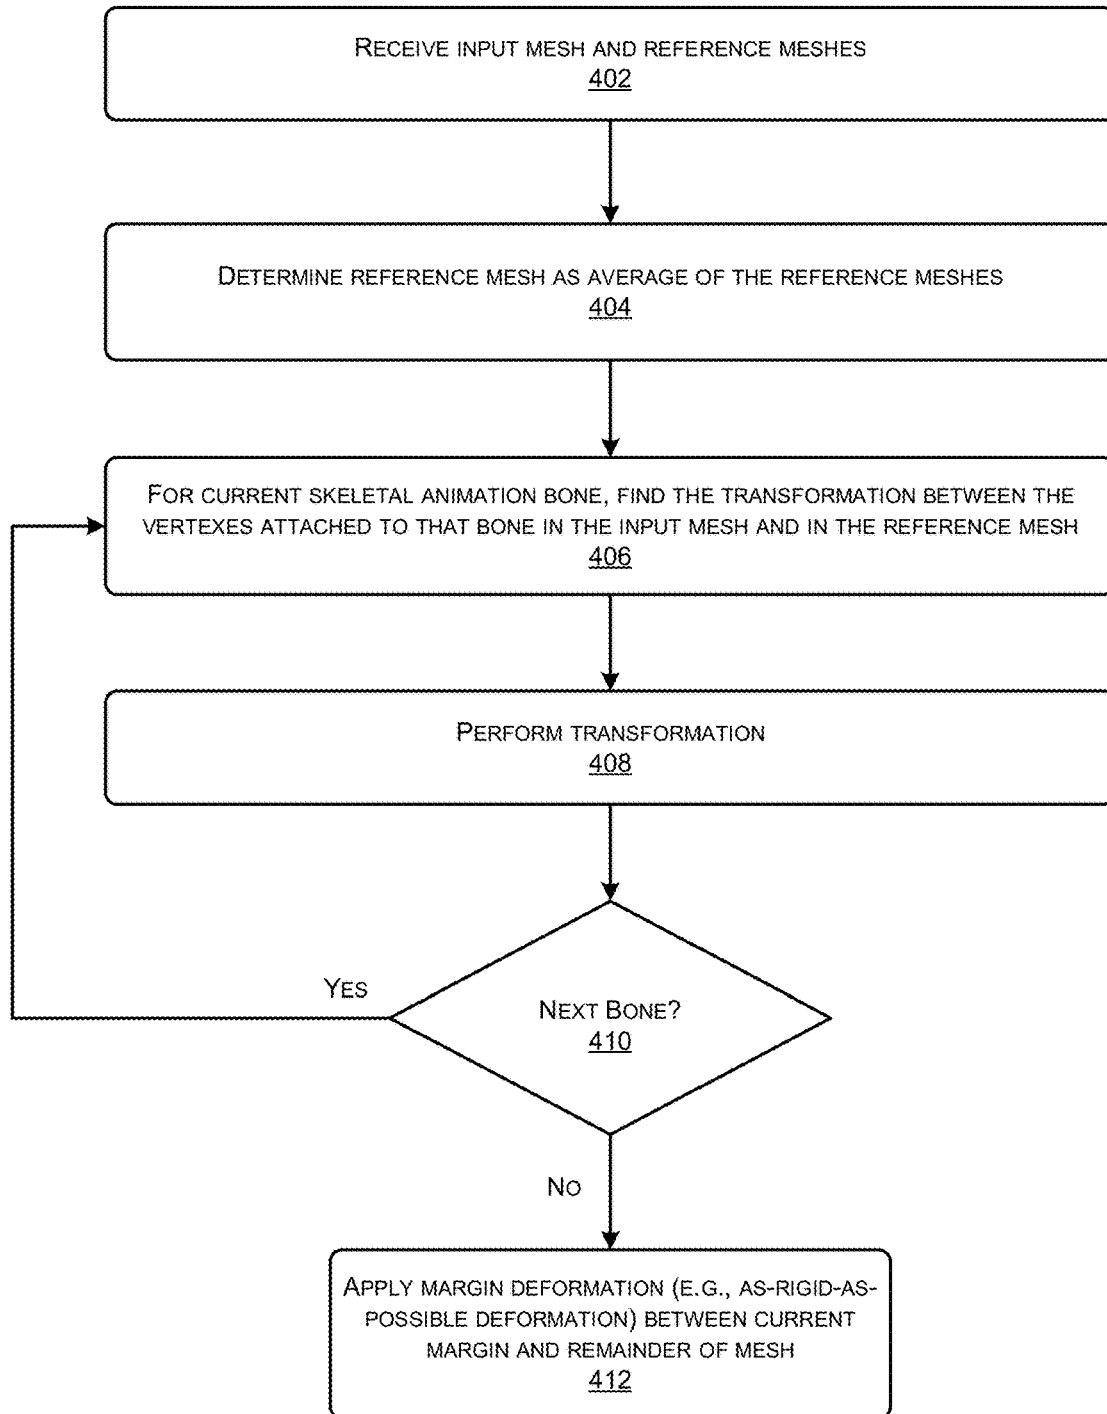 RECEIVE INPUT MESH AND REFERENCE MESHES
402
DETERMINE REFERENCE MESH AS AVERAGE OF THE REFERENCE MESHES
404
FOR CURRENT SKELETAL ANIMATION BONE, FIND THE TRANSFORMATION BETWEEN THE
VERTEXES ATTACHED TO THAT BONE IN THE INPUT MESH AND IN THE REFERENCE MESH
406
PERFORM TRANSFORMATION
408
YES
NEXT BONE?
410
NO
APPLY MARGIN DEFORMATION (E.G., AS-RIGID-AS-
POSSIBLE DEFORMATION) BETWEEN CURRENT
MARGIN AND REMAINDER OF MESH
412